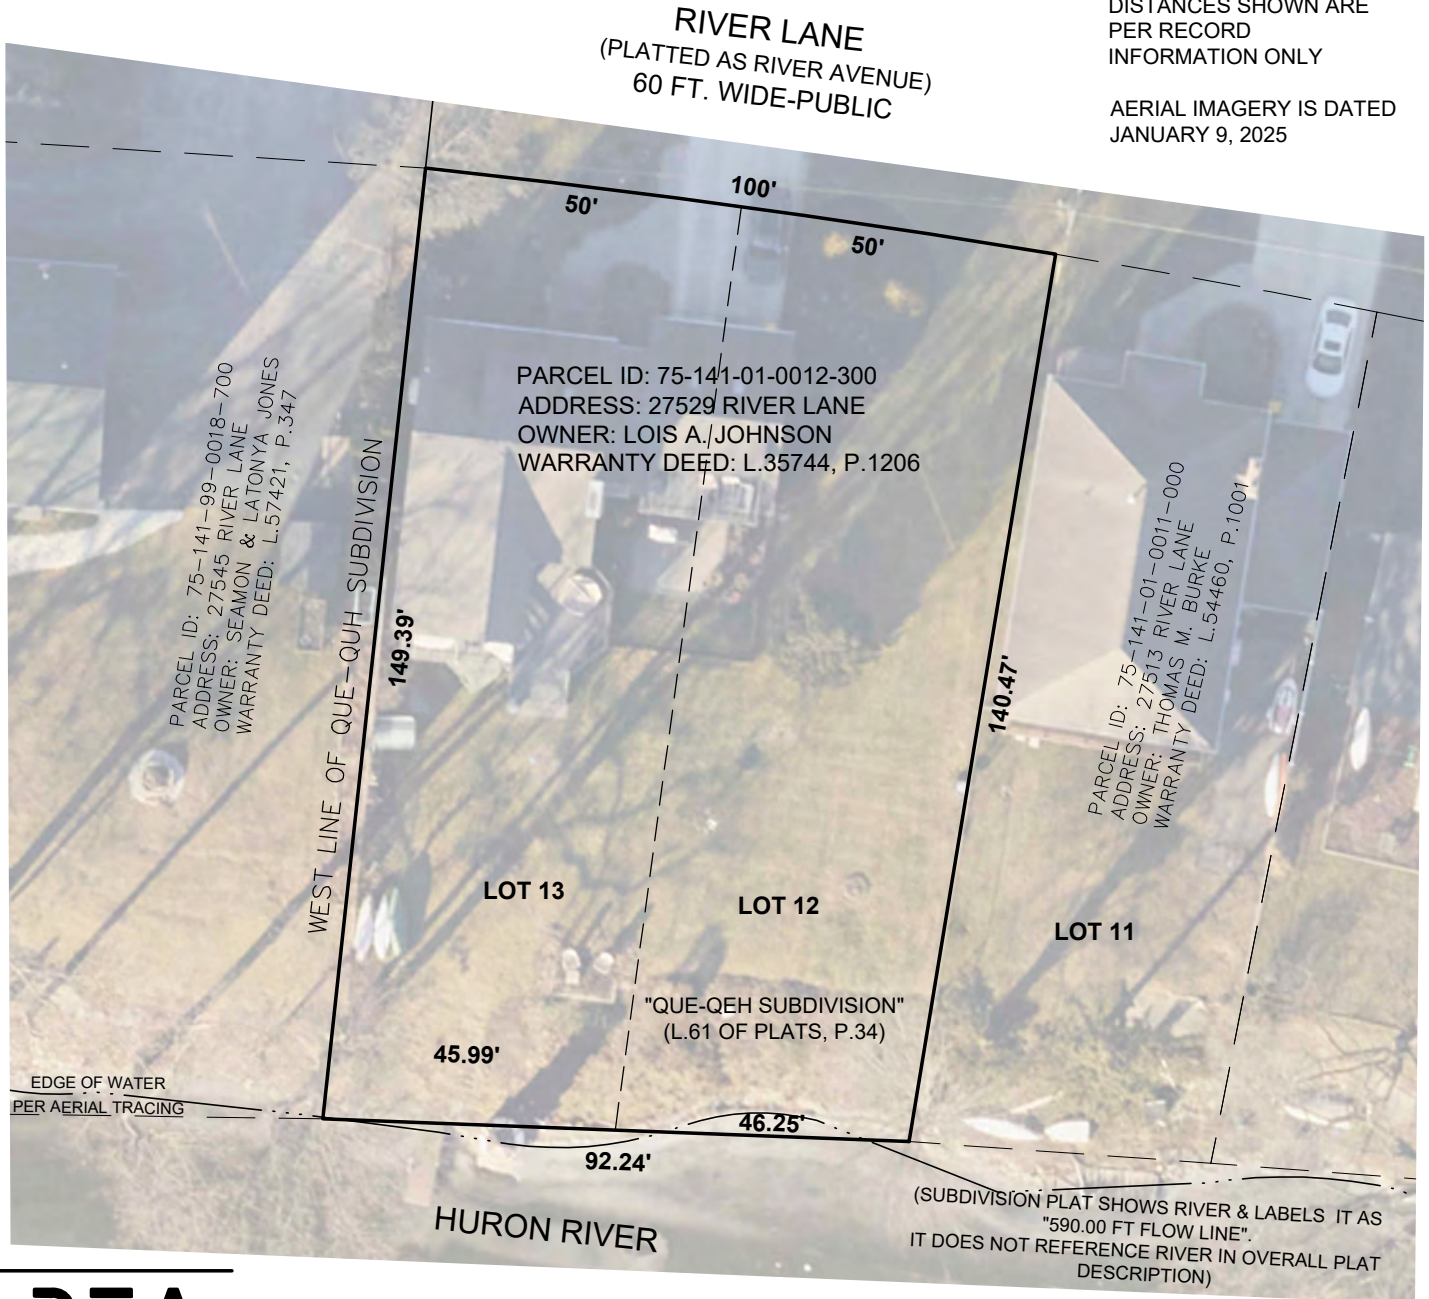 RIVER LANE
(PLATTED AS RIVER AVENUE)
60 FT. WIDE-PUBLIC
DISTANCES SHOWN ARE
PER RECORD
INFORMATION ONLY
AERIAL IMAGERY IS DATED
JANUARY 9, 2025
100'
50'
50'
PARCEL ID: 75-141-01-0012-300
ADDRESS: 27529 RIVER LANE
OWNER: LOIS A. JOHNSON
WARRANTY DEED: L.35744, P.1206
PARCEL ID: 75-141-99-0018-700
ADDRESS: 27545 RIVER LANE
OWNER: SEAMON & LATONYA JONES
WARRANTY DEED: L.57421, P.347
WEST LINE OF QUE-QUH SUBDIVISION
149.39'
140.47'
PARCEL ID: 75-141-01-0011-000
ADDRESS: 27513 RIVER LANE
OWNER: THOMAS M. BURKE
WARRANTY DEED: L.54460, P.1001
LOT 13
LOT 12
LOT 11
"QUE-QEH SUBDIVISION"
(L.61 OF PLATS, P.34)
45.99'
EDGE OF WATER
PER AERIAL TRACING
46.25'
92.24'
HURON RIVER
(SUBDIVISION PLAT SHOWS RIVER & LABELS IT AS
"590.00 FT FLOW LINE".
IT DOES NOT REFERENCE RIVER IN OVERALL PLAT
DESCRIPTION)